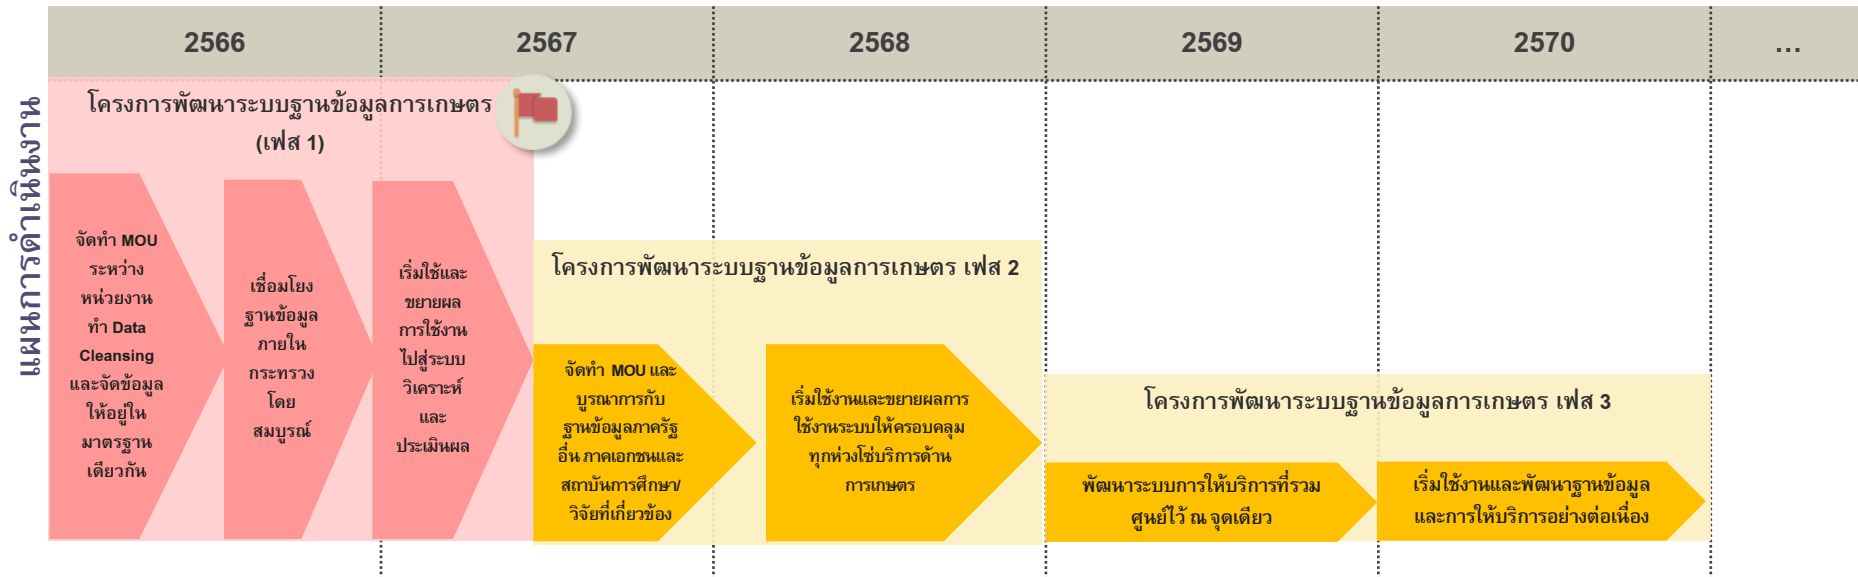 2566
2567
2568
2569
2570
...
แผนการดำเนินงาน
โครงการพัฒนาระบบฐานข้อมูลการเกษตร
(เฟส 1)
จัดทำ MOU
ระหว่าง
หน่วยงาน
ทำ Data
Cleansing
และจัดข้อมูล
ให้อยู่ใน
มาตรฐาน
เดียวกัน
เชื่อมโยง
ฐานข้อมูล
ภายใน
กระทรวง
โดย
สมบูรณ์
เริ่มใช้และ
ขยายผล
การใช้งาน
ไปสู่ระบบ
วิเคราะห์
และ
ประเมินผล
โครงการพัฒนาระบบฐานข้อมูลการเกษตร เฟส 2
จัดทำ MOU และ
บูรณาการกับ
ฐานข้อมูลภาครัฐ
อื่น ภาคเอกชนและ
สถาบันการศึกษา/
วิจัยที่เกี่ยวข้อง
เริ่มใช้งานและขยายผลการ
ใช้งานระบบให้ครอบคลุม
ทุกห่วงโซ่บริการด้าน
การเกษตร
โครงการพัฒนาระบบฐานข้อมูลการเกษตร เฟส 3
พัฒนาระบบการให้บริการที่รวม
ศูนย์ไว้ ณ จุดเดียว
เริ่มใช้งานและพัฒนาฐานข้อมูล
และการให้บริการอย่างต่อเนื่อง